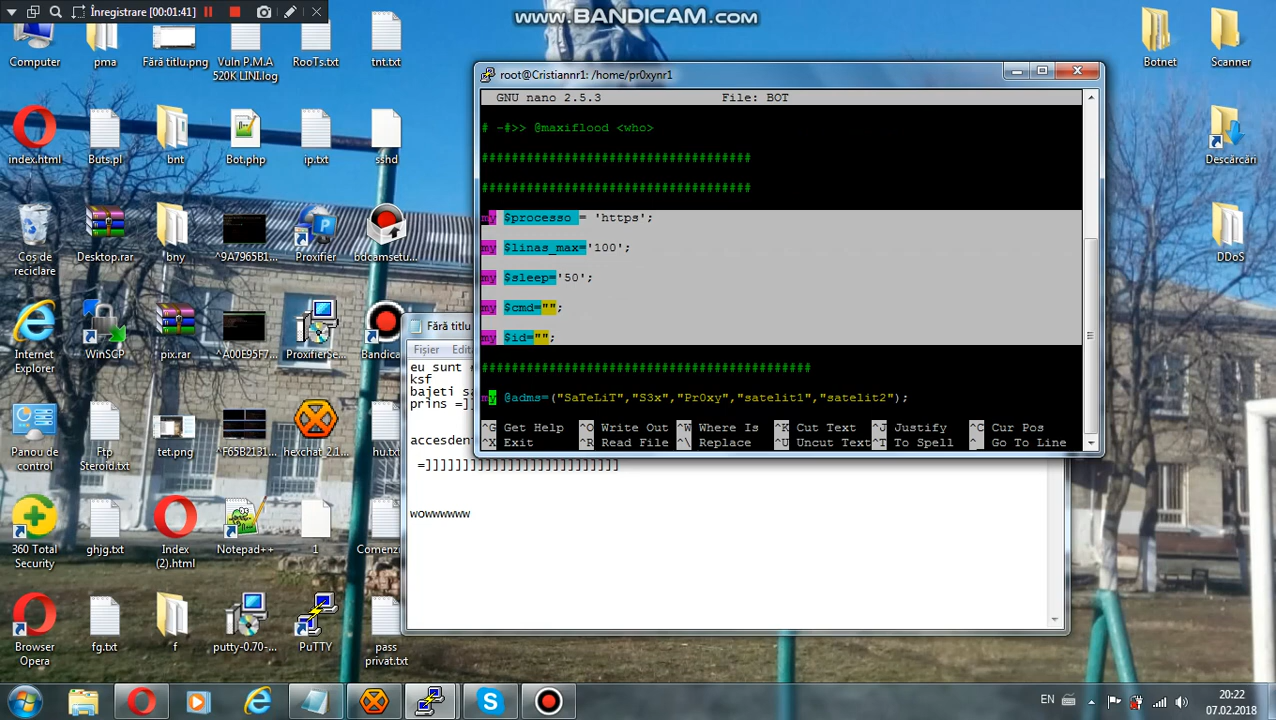 Înregistrare [00:01:41]
www.BANDICAM.com
Computer
pma
Fără titlu.png
Vuln P.M.A 520K LINI.log
RooTs.txt
tnt.txt
Botnet
Scanner
index.html
Buts.pl
bnt
Bot.php
ip.txt
sshd
Descărcări
Coș de reciclare
Desktop.rar
bny
^9A7965B1...
Proxifier
bdcamsetu...
DDoS
Internet Explorer
WinSCP
pix.rar
^A00E95F7...
ProxifierSe...
Bandica
Panou de control
Ftp Steroid.txt
tet.png
^F65B21B1...
hexchat 2.1...
hu.txt
360 Total Security
ghjg.txt
Index (2).html
Notepad++
1
Comenzi
Browser Opera
fg.txt
f
putty-0.70-...
PuTTY
pass privat.txt
root@Cristiannr1: /home/pr0xynr1
GNU nano 2.5.3 File: BOT
# -#>> @maxiflood <who>
####################################
####################################
my $processo = 'https';
my $linas_max='100';
my $sleep='50';
my $cmd="";
my $id="";
############################################
my @adms=("SaTeLiT","S3x","Pr0xy","satelit1","satelit2");
^G Get Help ^O Write Out ^W Where Is ^K Cut Text ^J Justify ^C Cur Pos
^X Exit ^R Read File ^\ Replace ^U Uncut Text ^T To Spell ^_ Go To Line
Fără titlu
Fișier Edita
eu sunt
ksf
bajeti sa
prins =]
accesdent
=]]]]]]]]]]]]]]]]]]]]]]]]]
wowwwwww
EN
20:22
07.02.2018